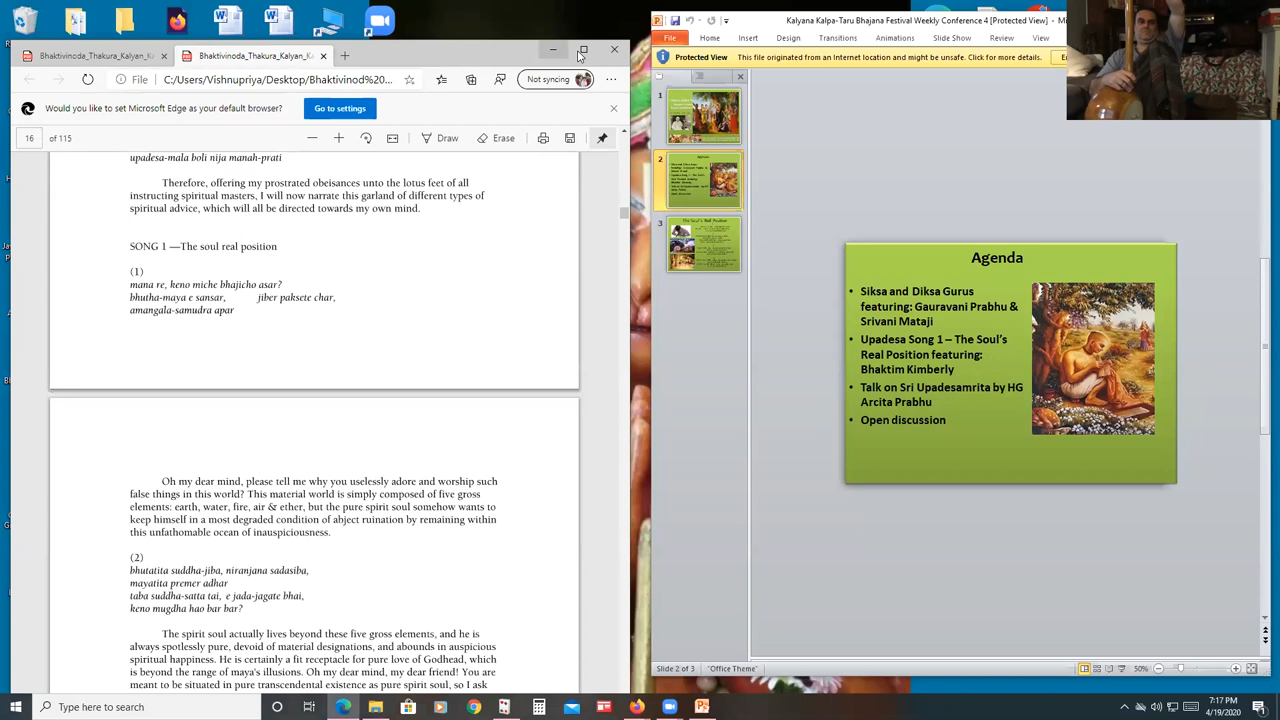 Thakura_Kalyan_K
Bhaktivinoda_Thakura_Kalyan_K
File
C:/Users/Vishnupriya/Downlo
Not syncing
Would you like to set Microsoft Edge as your default browser?
Go to settings
16
of 115
Draw
Erase
upadesa-mala boli nija manah-prati
Therefore, offering my prostrated obeisances unto the lotus feet of all
instructing spiritual masters, I will now narrate this garland of different types of
spiritual advice, which will all be directed towards my own mind.
SONG 1 —The soul real position
(1)
mana re, keno miche bhajicho asar?
bhutha-maya e sansar, jiber paksete char,
amangala-samudra apar
Oh my dear mind, please tell me why you uselessly adore and worship such
false things in this world? This material world is simply composed of five gross
elements: earth, water, fire, air & ether, but the pure spirit soul somehow wants to
keep himself in a most degraded condition of abject ruination by remaining within
this unfathomable ocean of inauspiciousness.
(2)
bhutatita suddha-jiba, niranjana sadasiba,
mayatita premer adhar
taba suddha-satta tai, e jada-jagate bhai,
keno mugdha hao bar bar?
The spirit soul actually lives beyond these five gross elements, and he is
always spotlessly pure, devoid of material designations, and abounds in auspicious
spiritual happiness. He is certainly a fit receptacle for pure love of Godhead, which
is beyond the range of maya's illusions. Oh my dear mind, my dear friend! You are
meant to be situated in pure transcendental existence as pure spirit soul, so I ask
Kalyana Kalpa-Taru Bhajana Festival Weekly Conference 4 [Protected View] - Mi
File Home Insert Design Transitions Animations Slide Show Review View
Protected View This file originated from an Internet location and might be unsafe. Click for more details.
1
2
Agenda
3
The Soul's Real Position
Agenda
• Siksa and Diksa Gurus
featuring: Gauravani Prabhu &
Srivani Mataji
• Upadesa Song 1 – The Soul's
Real Position featuring:
Bhaktim Kimberly
• Talk on Sri Upadesamrita by HG
Arcita Prabhu
• Open discussion
Slide 2 of 3
"Office Theme"
50%
Type here to search
7:17 PM
4/19/2020